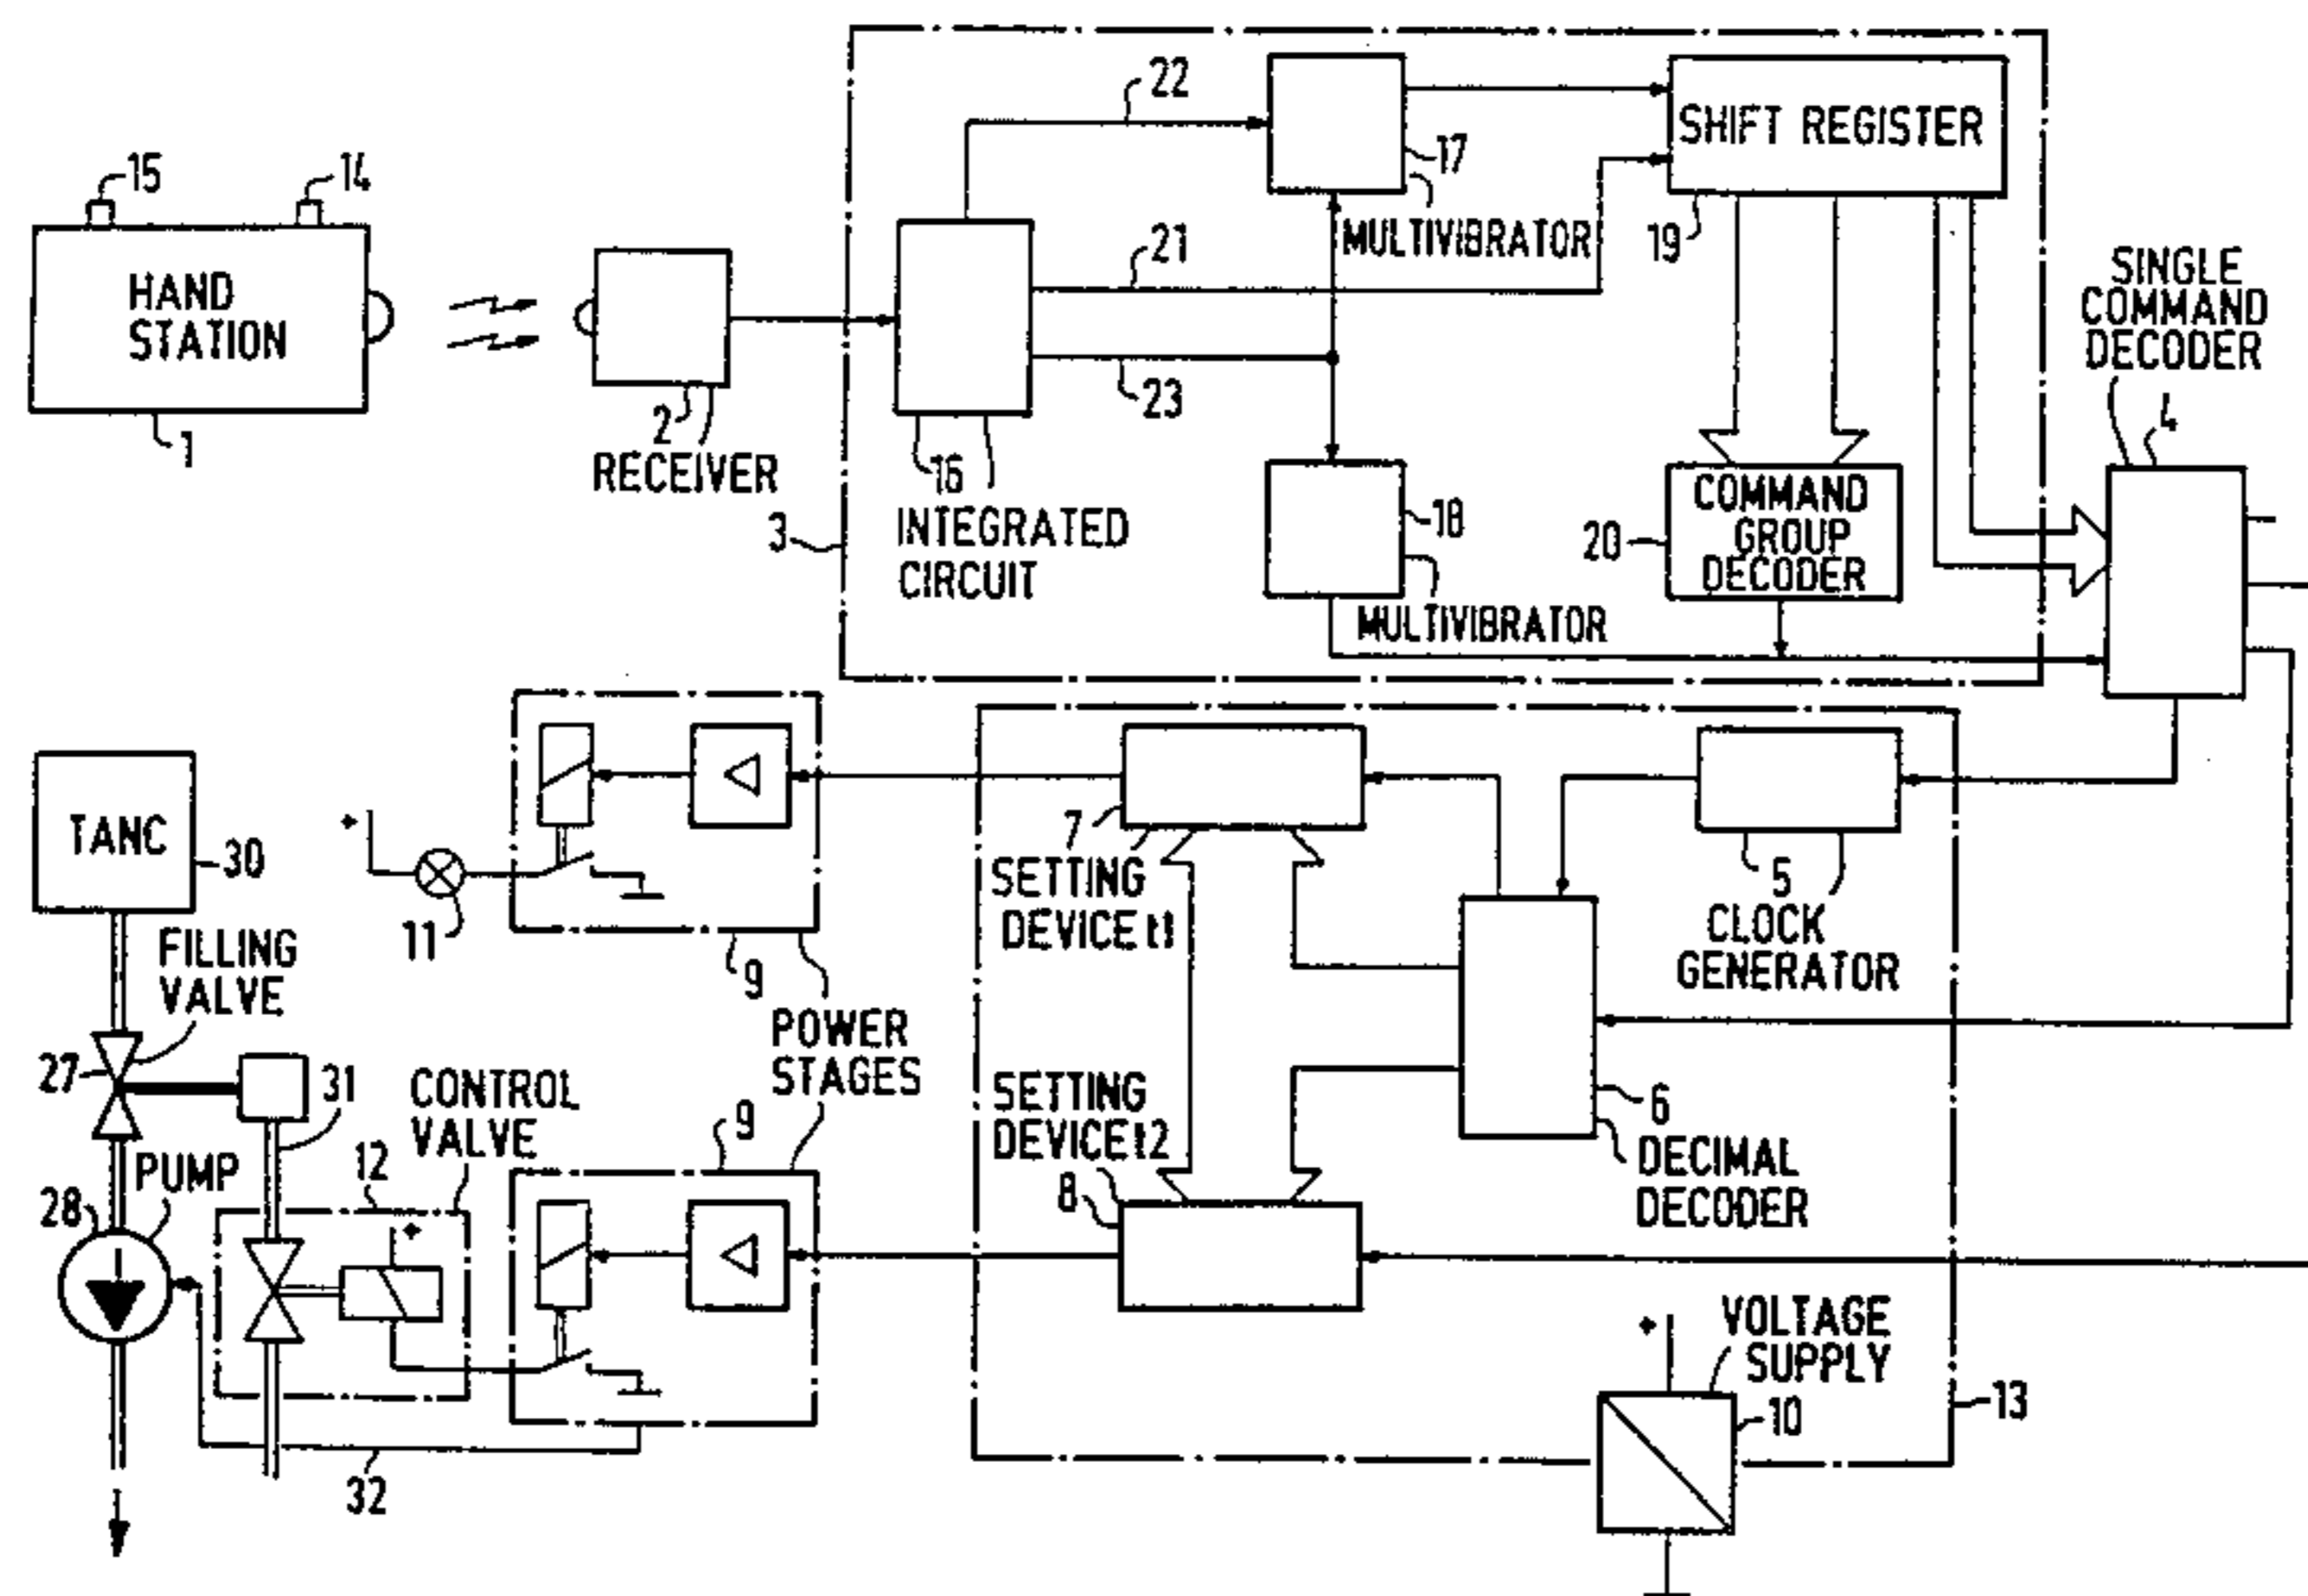 22
SHIFT REGISTER
15
14
17
MULTIVIBRATOR
19
HAND
STATION
21
SINGLE
COMMAND
DECODER
1
2
RECEIVER
23
4
16
INTEGRATED
CIRCUIT
3
18
MULTIVIBRATOR
20
COMMAND
GROUP
DECODER
TANC
30
+
11
9
7
SETTING
DEVICE t1
5
CLOCK
GENERATOR
FILLING
VALVE
POWER
STAGES
27
31
CONTROL
VALVE
12
9
SETTING
DEVICE t2
8
6
DECIMAL
DECODER
PUMP
28
+
VOLTAGE
SUPPLY
+
10
13
32